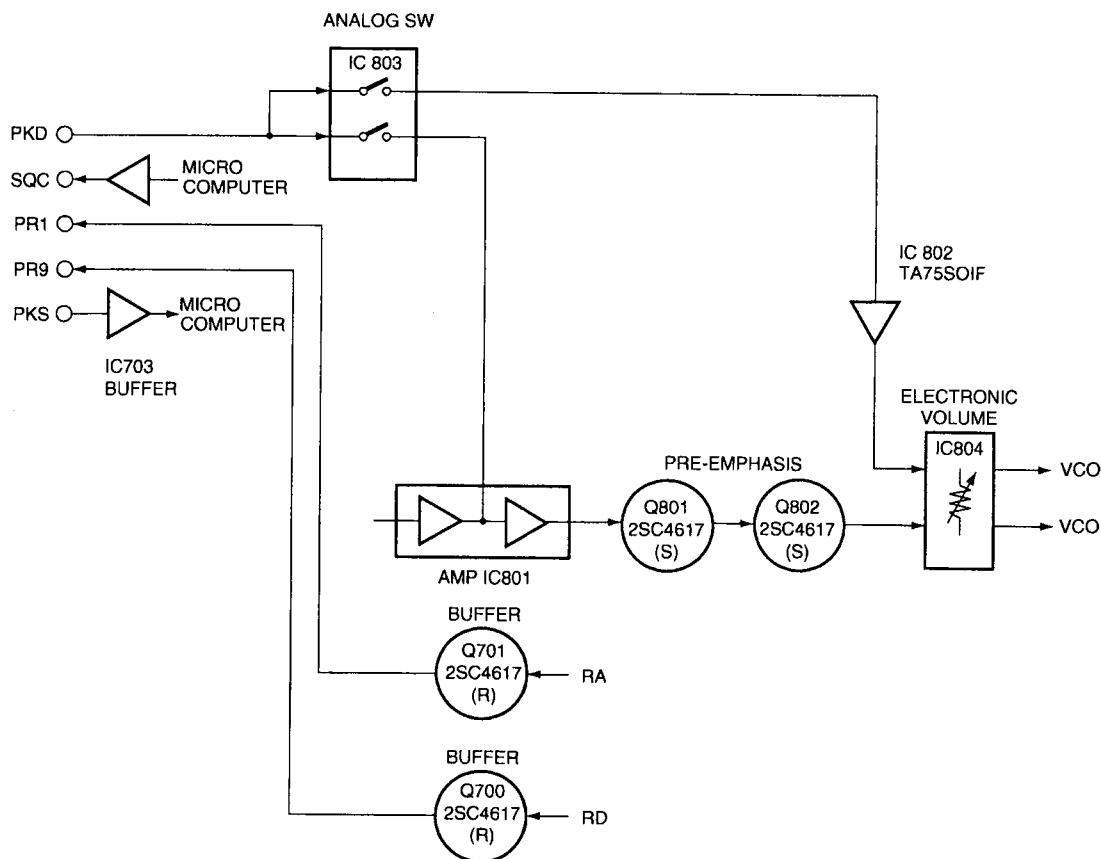 ANALOG SW
IC 803
PKD
SQC
MICRO
COMPUTER
PR1
PR9
PKS
MICRO
COMPUTER
IC703
BUFFER
IC 802
TA75SOIF
ELECTRONIC
VOLUME
IC804
VCO
VCO
PRE-EMPHASIS
Q801
2SC4617
(S)
Q802
2SC4617
(S)
AMP IC801
BUFFER
Q701
2SC4617
(R)
RA
BUFFER
Q700
2SC4617
(R)
RD